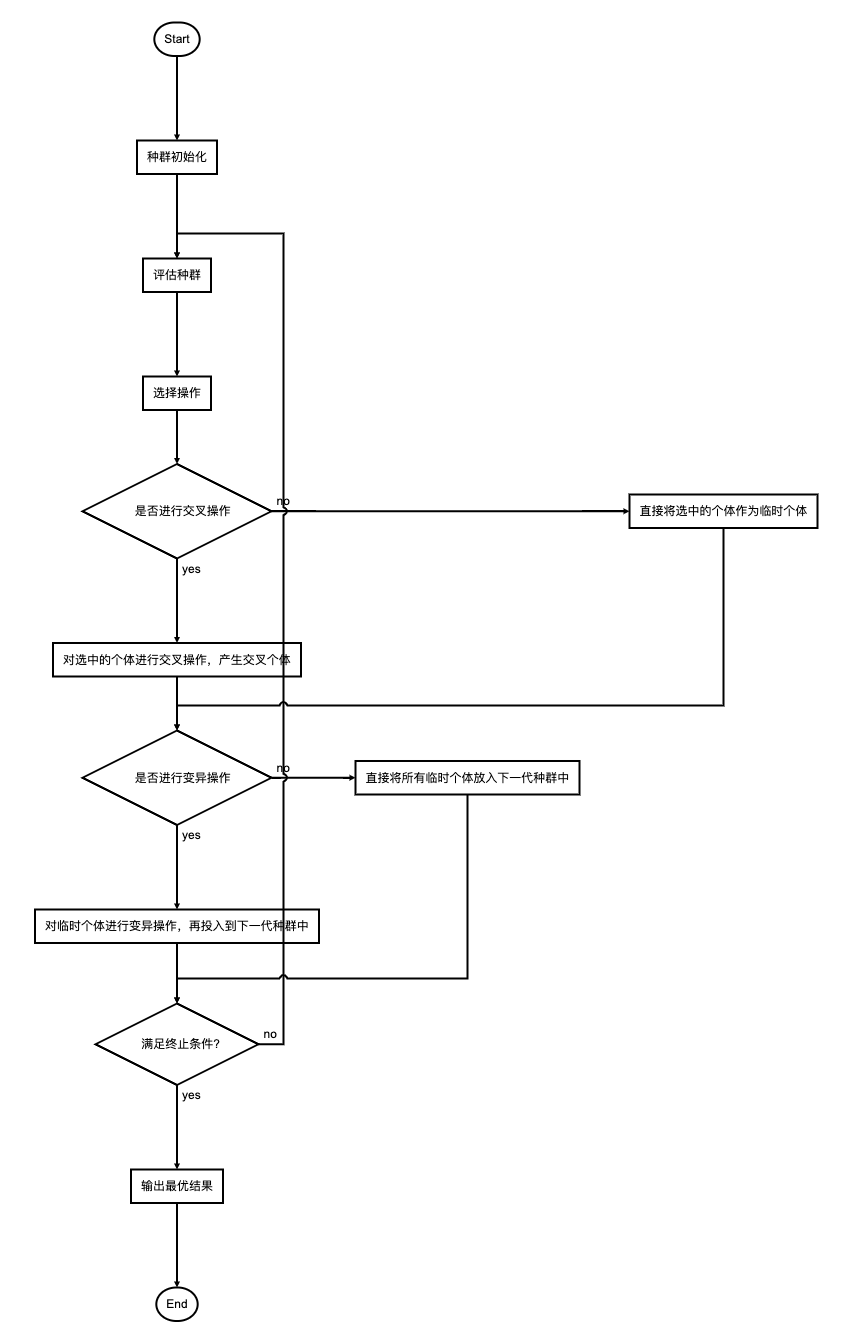 Start
种群初始化
评估种群
选择操作
是否进行交叉操作
no
直接将选中的个体作为临时个体
yes
对选中的个体进行交叉操作，产生交叉个体
是否进行变异操作
no
直接将所有临时个体放入下一代种群中
yes
对临时个体进行变异操作，再投入到下一代种群中
满足终止条件?
no
yes
输出最优结果
End